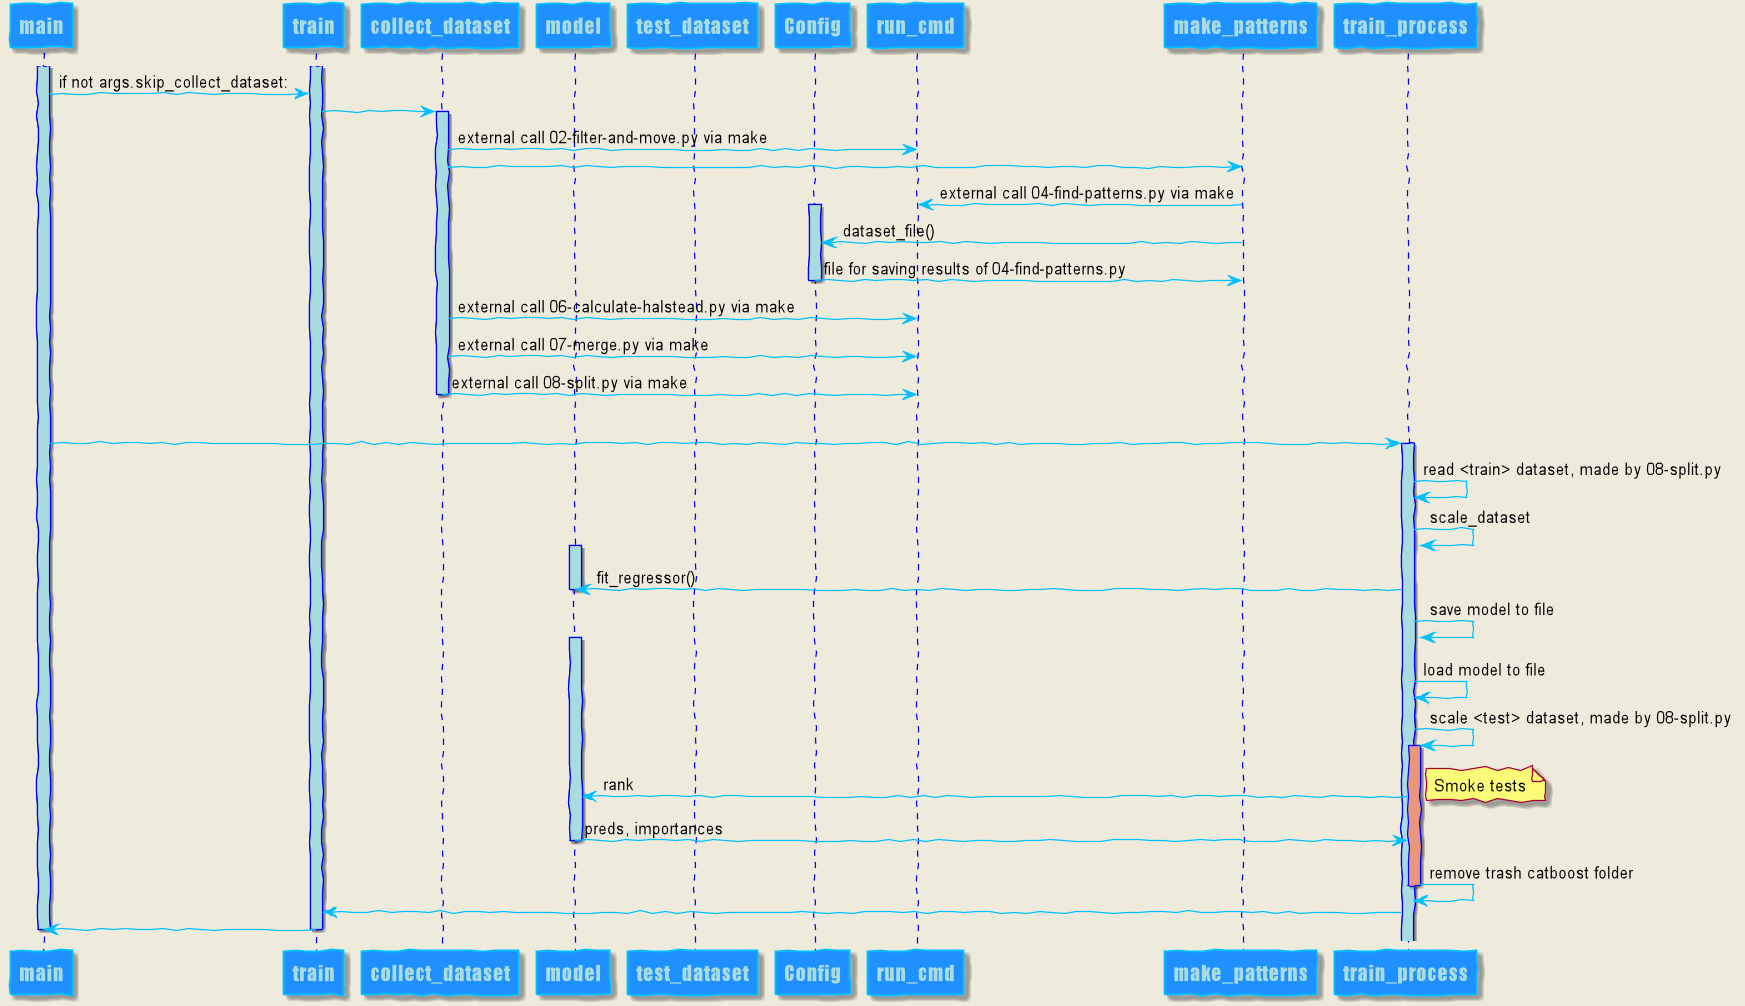 main train collect_dataset model test_dataset Config run_cmd make_patterns train_process
if not args.skip_collect_dataset:
external call 02-filter-and-move.py via make
external call 04-find-patterns.py via make
dataset_file()
file for saving results of 04-find-patterns.py
external call 06-calculate-halstead.py via make
external call 07-merge.py via make
external call 08-split.py via make
read <train> dataset, made by 08-split.py
scale_dataset
fit_regressor()
save model to file
load model to file
scale <test> dataset, made by 08-split.py
Smoke tests
rank
preds, importances
remove trash catboost folder
main train collect_dataset model test_dataset Config run_cmd make_patterns train_process